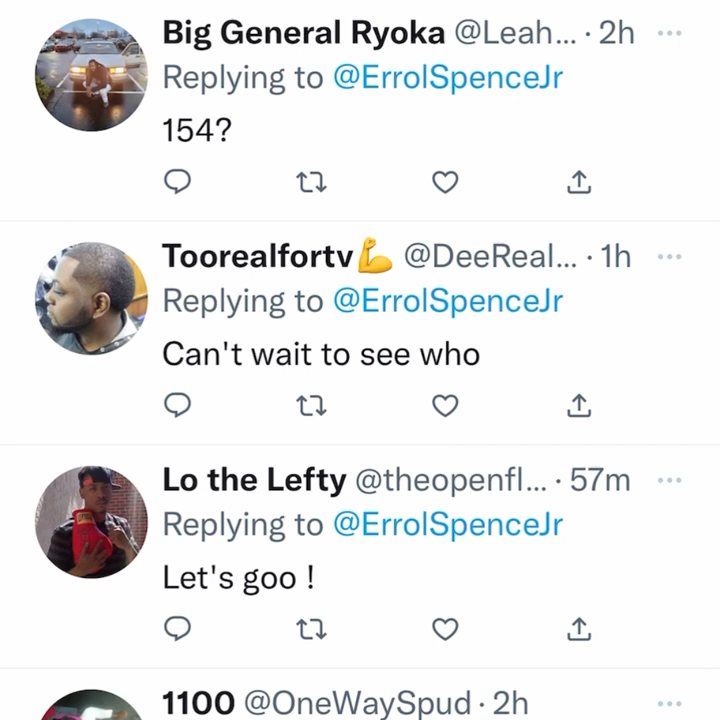 Big General Ryoka @Leah... · 2h
Replying to @ErrolSpenceJr
154?
Toorealfortv💪 @DeeReal... · 1h
Replying to @ErrolSpenceJr
Can't wait to see who
Lo the Lefty @theopenfl... · 57m
Replying to @ErrolSpenceJr
Let's goo !
1100 @OneWaySpud · 2h